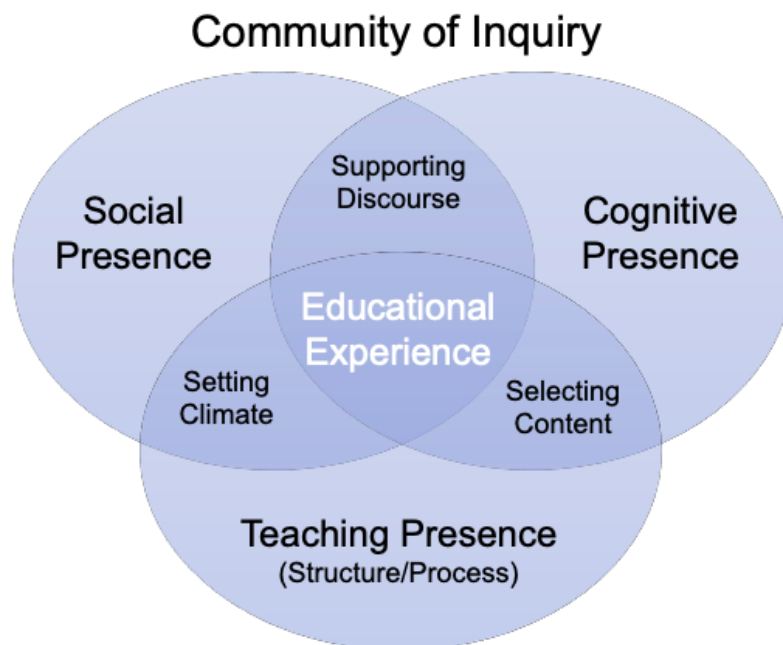 Community of Inquiry
Supporting
Discourse
Social
Presence
Cognitive
Presence
Educational
Experience
Setting
Climate
Selecting
Content
Teaching Presence
(Structure/Process)